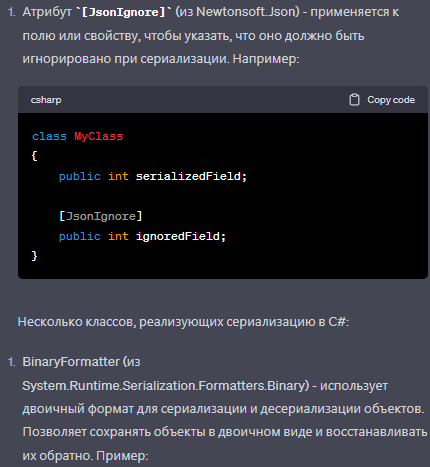 1. Атрибут `[JsonIgnore]` (из Newtonsoft.Json) - применяется к
полю или свойству, чтобы указать, что оно должно быть
игнорировано при сериализации. Например:
csharp
Copy code
class MyClass
{
    public int serializedField;
    [JsonIgnore]
    public int ignoredField;
}
Несколько классов, реализующих сериализацию в C#:
1. BinaryFormatter (из
System.Runtime.Serialization.Formatters.Binary) - использует
двоичный формат для сериализации и десериализации объектов.
Позволяет сохранять объекты в двоичном виде и восстанавливать
их обратно. Пример: